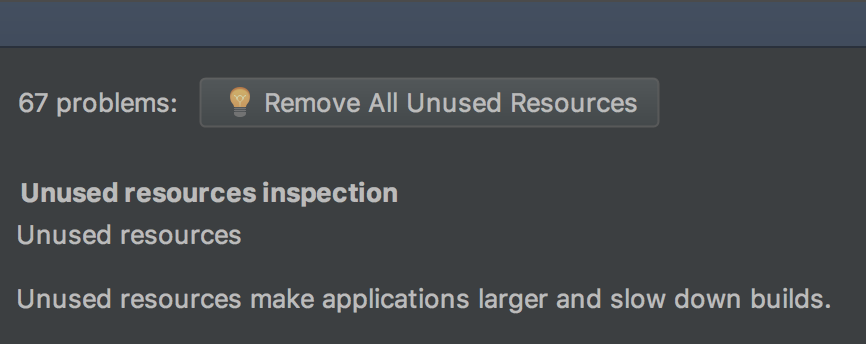 67 problems: Remove All Unused Resources
Unused resources inspection
Unused resources
Unused resources make applications larger and slow down builds.